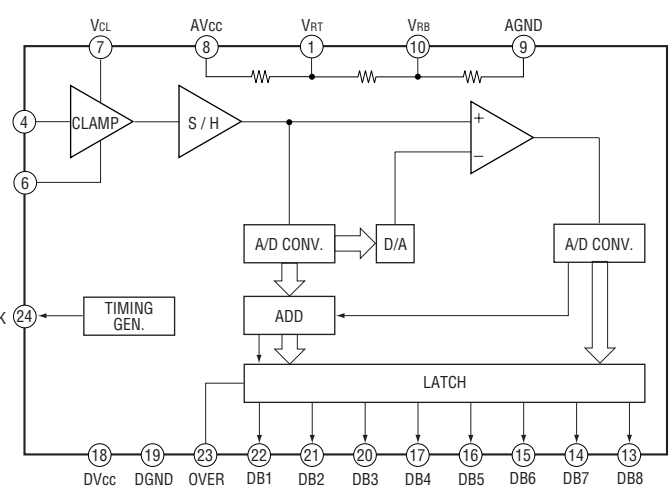 VCL AVcc VRT VRB AGND
7 8 1 10 9
4 CLAMP S / H + −
6
A/D CONV. D/A A/D CONV.
K 24 TIMING GEN. ADD
LATCH
18 19 23 22 21 20 17 16 15 14 13
DVcc DGND OVER DB1 DB2 DB3 DB4 DB5 DB6 DB7 DB8